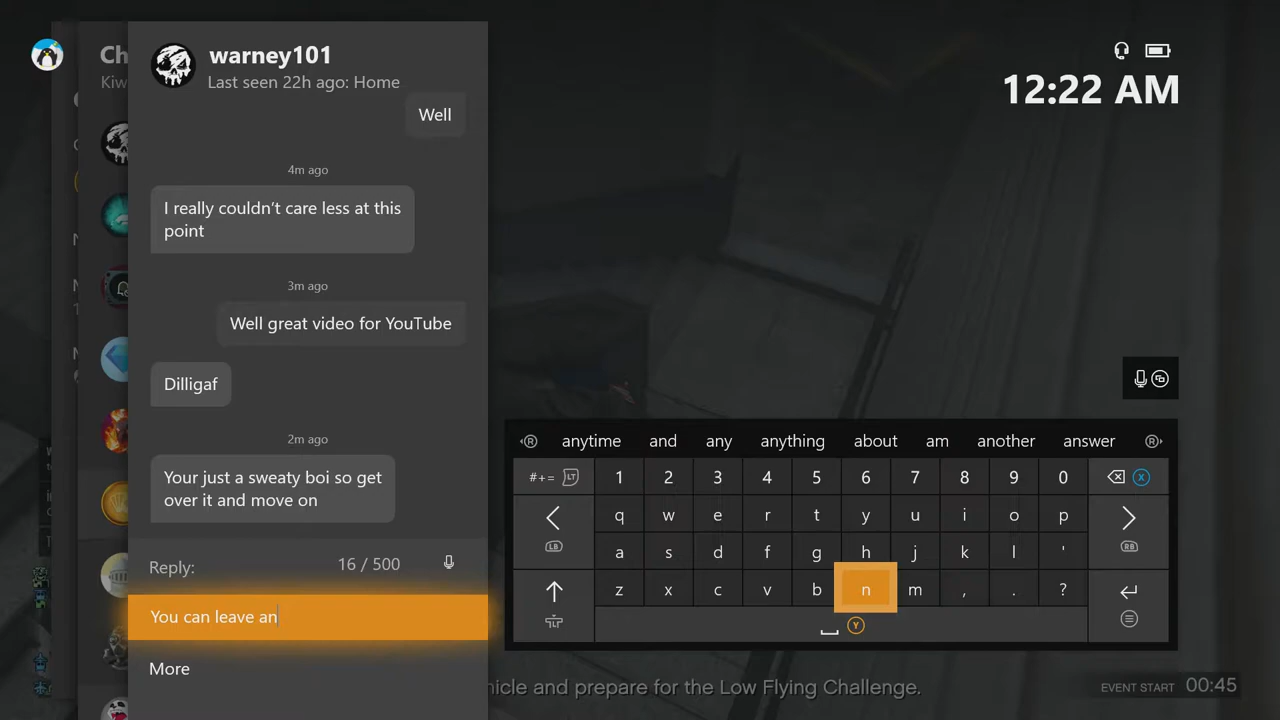 Ch
Kiw
warney101
Last seen 22h ago: Home
12:22 AM
Well
4m ago
I really couldn't care less at this
point
3m ago
Well great video for YouTube
Dilligaf
2m ago
Your just a sweaty boi so get
over it and move on
Reply:
16 / 500
You can leave an
More
R anytime and any anything about am another answer R
#+= LT 1 2 3 4 5 6 7 8 9 0 X
q w e r t y u i o p
LB RB
a s d f g h j k l '
z x c v b n m , . ?
Y
nicle and prepare for the Low Flying Challenge.
EVENT START 00:45